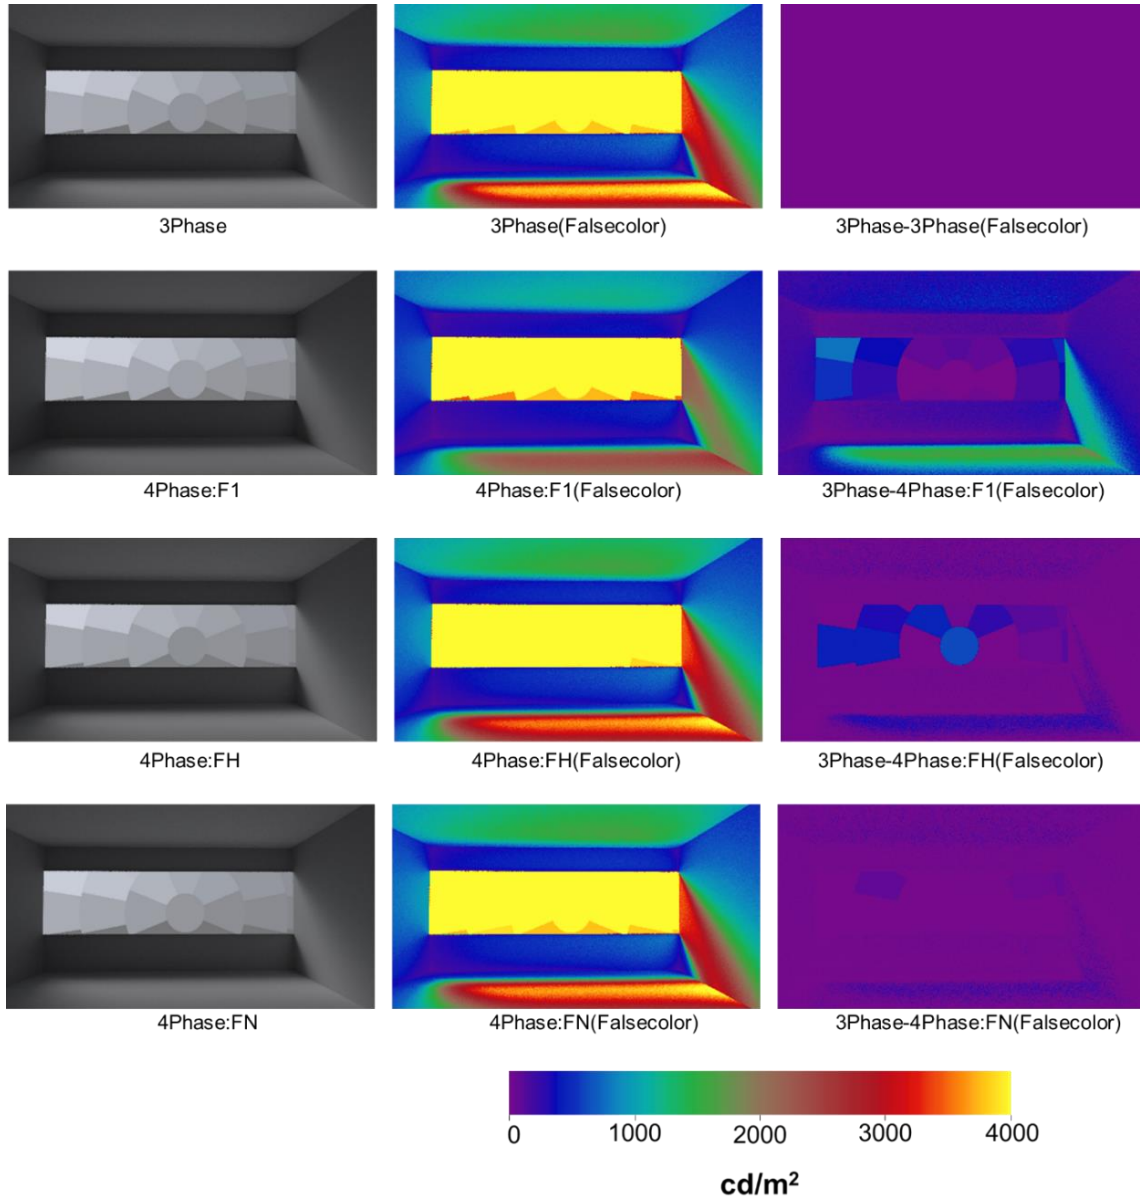 3Phase
3Phase(Falsecolor)
3Phase-3Phase(Falsecolor)
4Phase:F1
4Phase:F1(Falsecolor)
3Phase-4Phase:F1(Falsecolor)
4Phase:FH
4Phase:FH(Falsecolor)
3Phase-4Phase:FH(Falsecolor)
4Phase:FN
4Phase:FN(Falsecolor)
3Phase-4Phase:FN(Falsecolor)
0 1000 2000 3000 4000
cd/m²